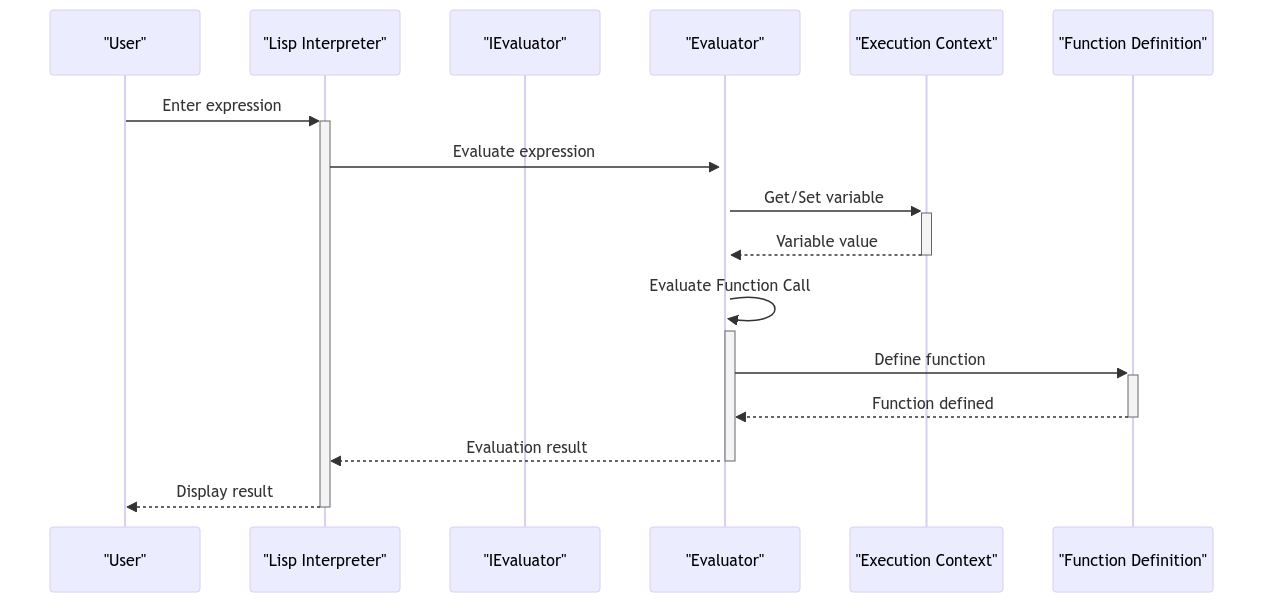 "User"
"Lisp Interpreter"
"IEvaluator"
"Evaluator"
"Execution Context"
"Function Definition"
Enter expression
Evaluate expression
Get/Set variable
Variable value
Evaluate Function Call
Define function
Function defined
Evaluation result
Display result
"User"
"Lisp Interpreter"
"IEvaluator"
"Evaluator"
"Execution Context"
"Function Definition"